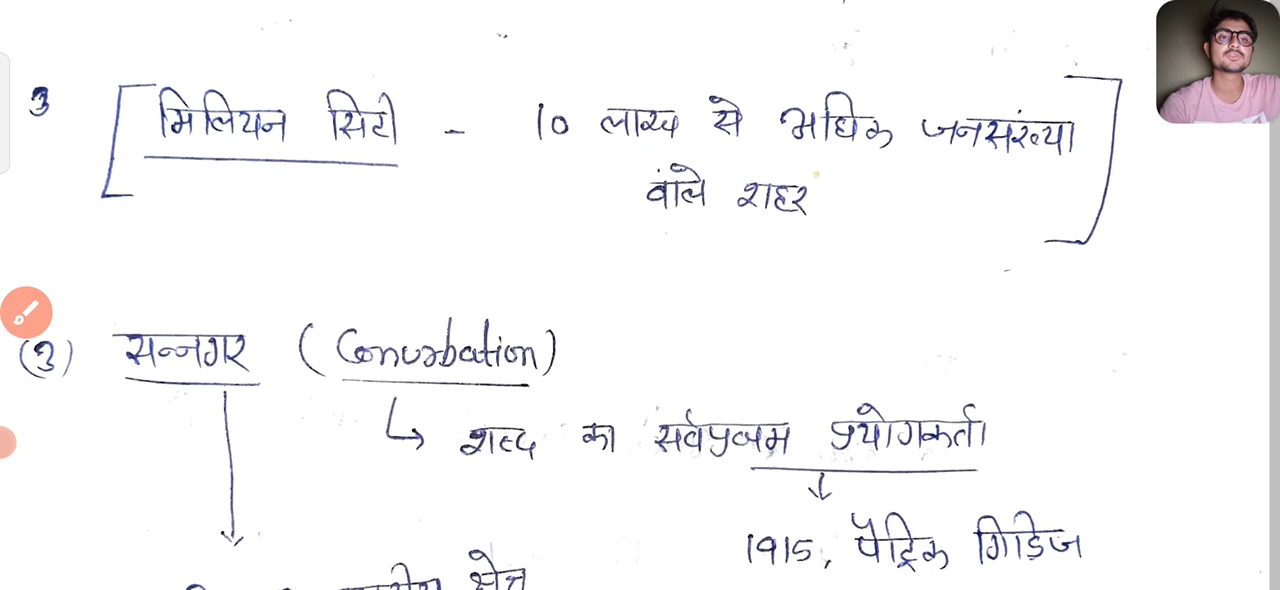 3 [ मिलियन सिटी - 10 लाख से अधिक जनसंख्या
वाले शहर ]
(3) सन्नगर (Conurbation)
↳ शब्द का सर्वप्रथम प्रयोगकर्ता
1915, पैट्रिक गिडिज
क्षेत्र